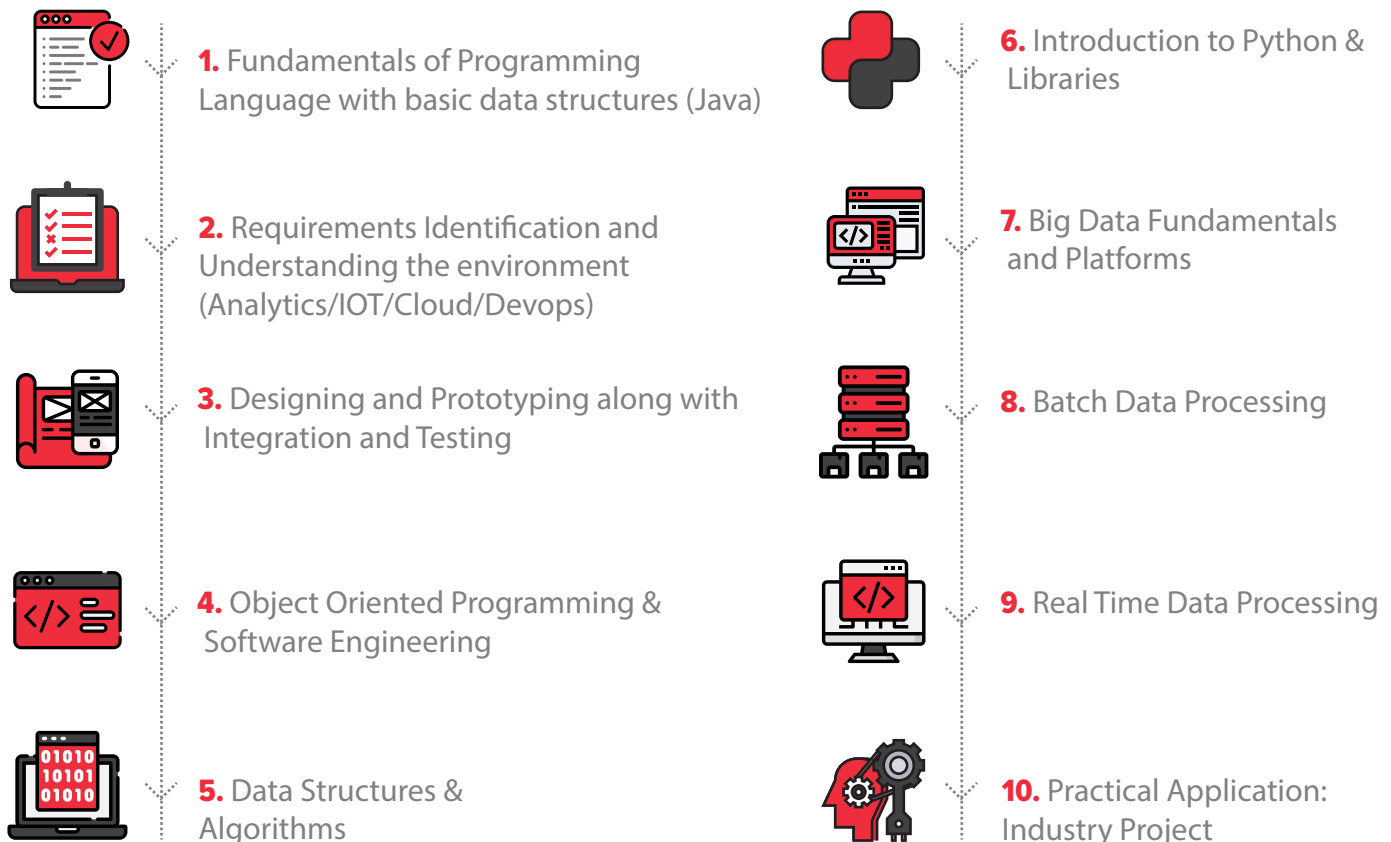 1. Fundamentals of Programming
Language with basic data structures (Java)
2. Requirements Identification and
Understanding the environment
(Analytics/IOT/Cloud/Devops)
3. Designing and Prototyping along with
Integration and Testing
4. Object Oriented Programming &
Software Engineering
01010
10101
01010
5. Data Structures &
Algorithms
6. Introduction to Python &
Libraries
</>
7. Big Data Fundamentals
and Platforms
8. Batch Data Processing
</>
9. Real Time Data Processing
10. Practical Application:
Industry Project